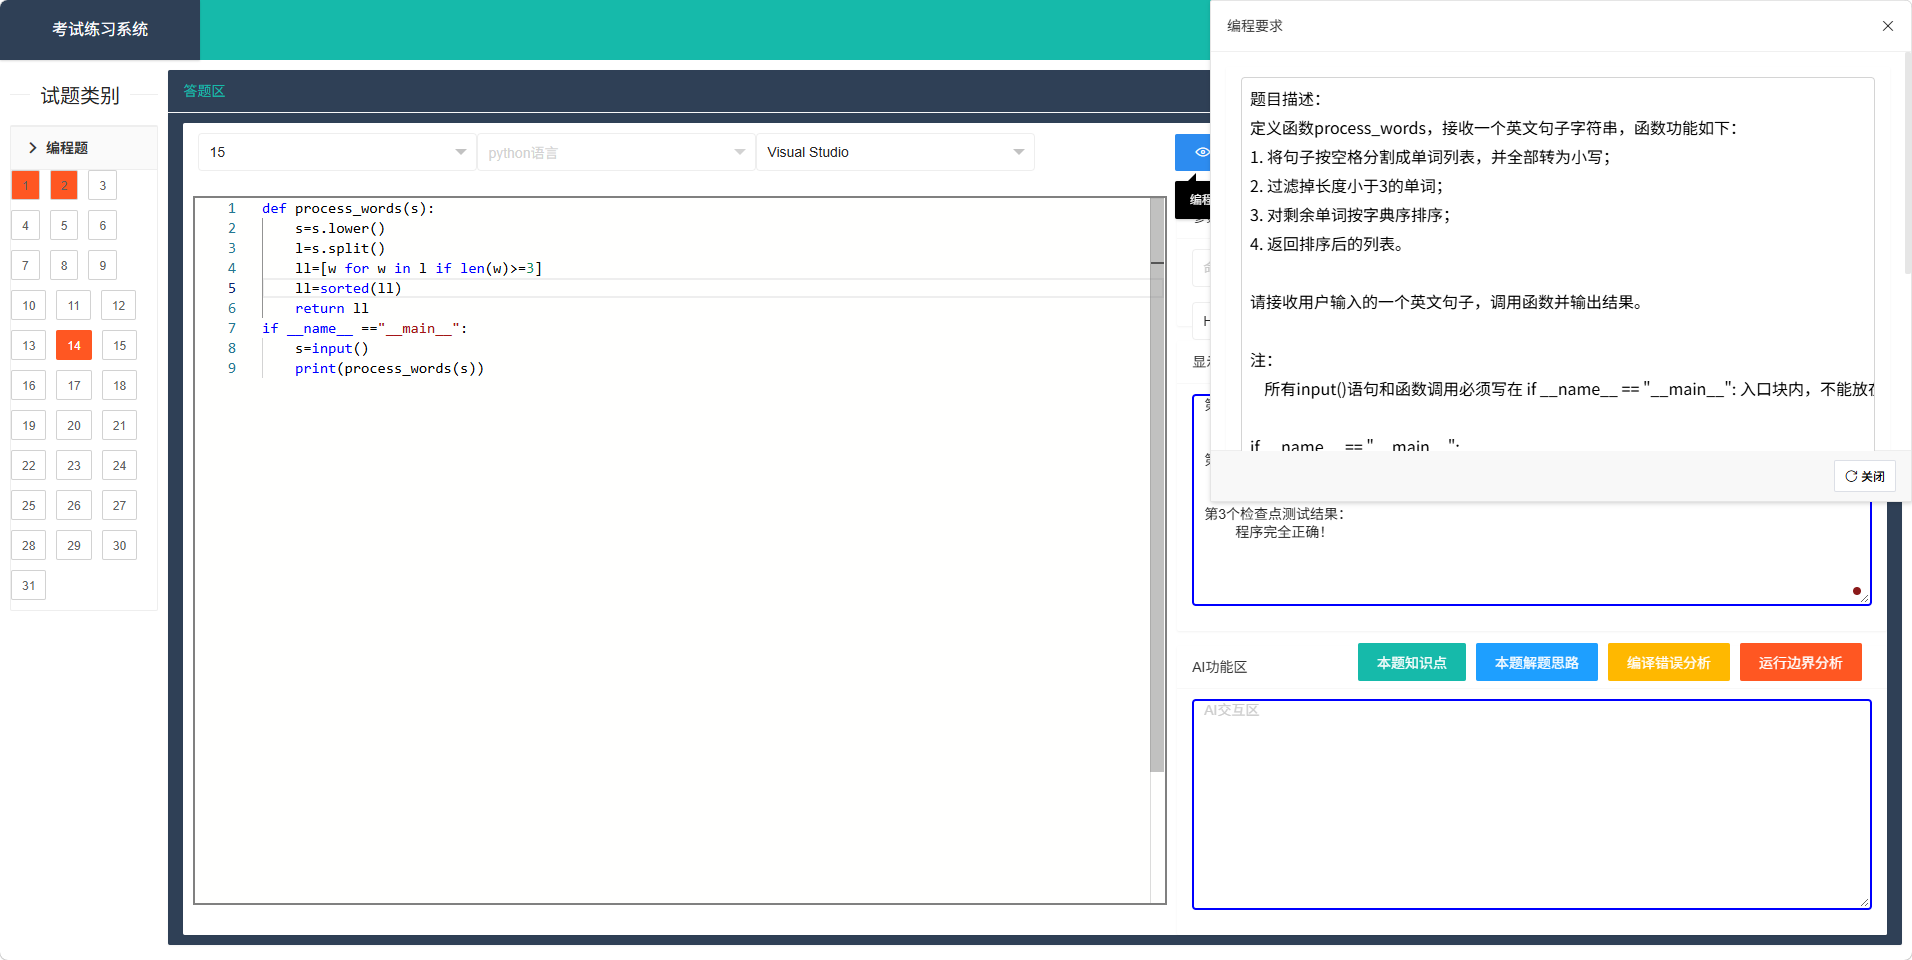 考试练习系统
试题类别
编程题
1 2 3
4 5 6
7 8 9
10 11 12
13 14 15
16 17 18
19 20 21
22 23 24
25 26 27
28 29 30
31
答题区
15 python语言 Visual Studio
1 def process_words(s):
2 s=s.lower()
3 l=s.split()
4 ll=[w for w in l if len(w)>=3]
5 ll=sorted(ll)
6 return ll
7 if __name__ =="__main__":
8 s=input()
9 print(process_words(s))
编程要求
题目描述：
定义函数process_words，接收一个英文句子字符串，函数功能如下：
1. 将句子按空格分割成单词列表，并全部转为小写；
2. 过滤掉长度小于3的单词；
3. 对剩余单词按字典序排序；
4. 返回排序后的列表。
请接收用户输入的一个英文句子，调用函数并输出结果。
注：
所有input()语句和函数调用必须写在 if __name__ == "__main__": 入口块内，不能放在
if __name__ == "__main__":
关闭
编程
H
显示
第
第
第3个检查点测试结果：
程序完全正确！
AI功能区 本题知识点 本题解题思路 编译错误分析 运行边界分析
AI交互区